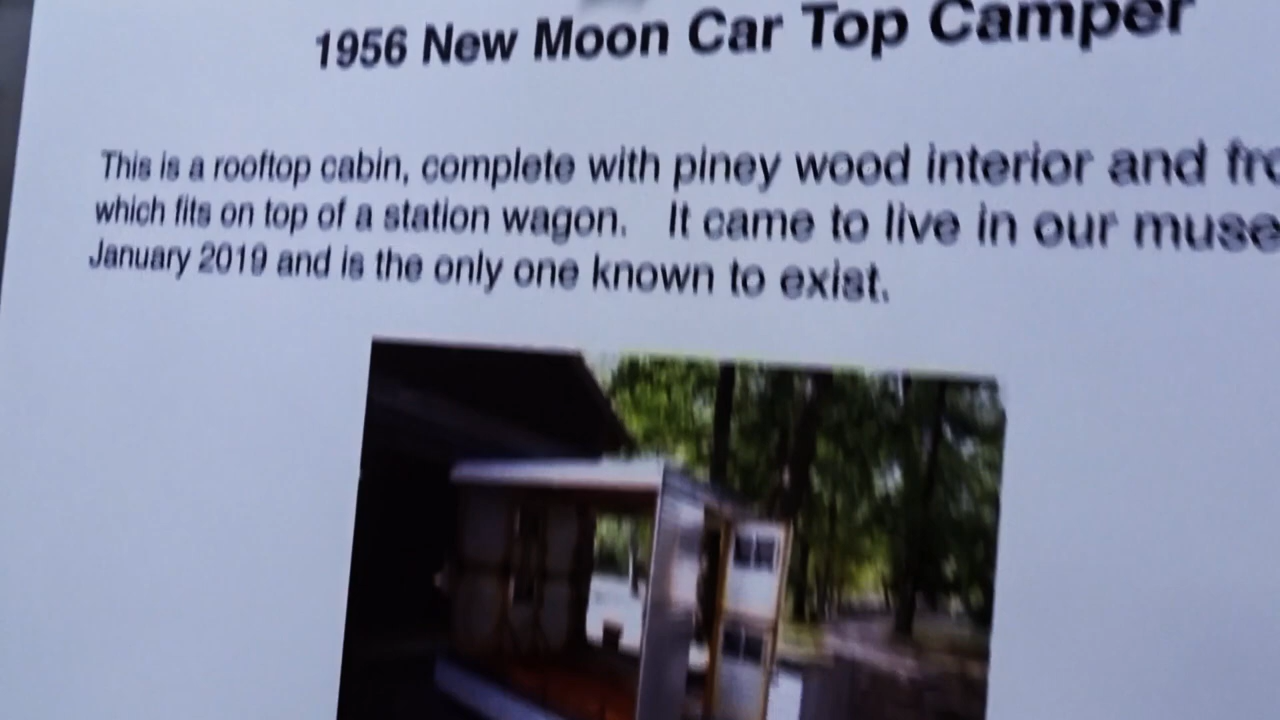 1956 New Moon Car Top Camper
This is a rooftop cabin, complete with piney wood interior and
which fits on top of a station wagon. It came to live in our
January 2019 and is the only one known to exist.